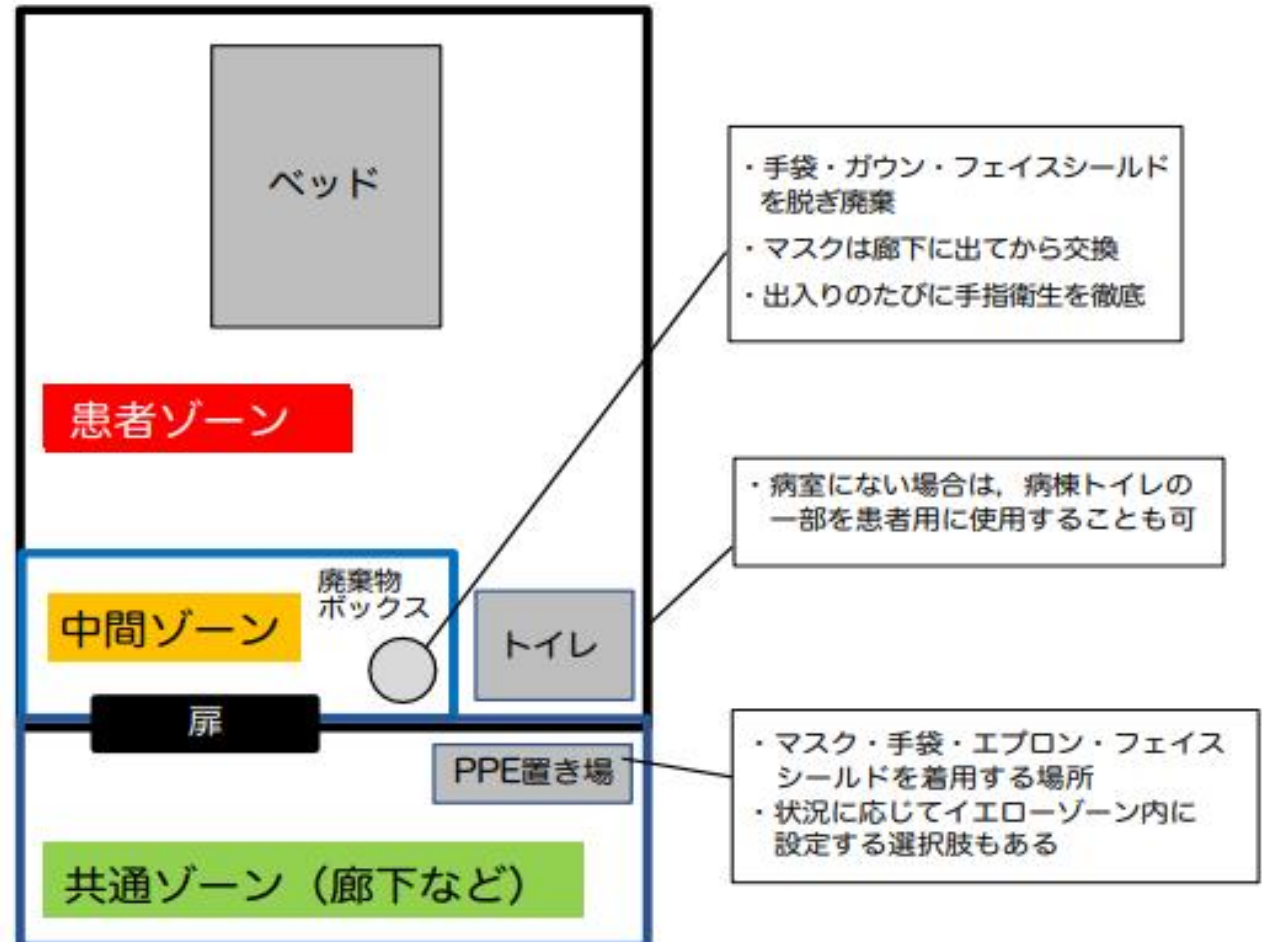 ベッド
患者ゾーン
中間ゾーン
廃棄物
ボックス
トイレ
扉
PPE置き場
共通ゾーン（廊下など）
・手袋・ガウン・フェイスシールド
を脱ぎ廃棄
・マスクは廊下に出てから交換
・出入りのたびに手指衛生を徹底
・病室にない場合は，病棟トイレの
一部を患者用に使用することも可
・マスク・手袋・エプロン・フェイス
シールドを着用する場所
・状況に応じてイエローゾーン内に
設定する選択肢もある